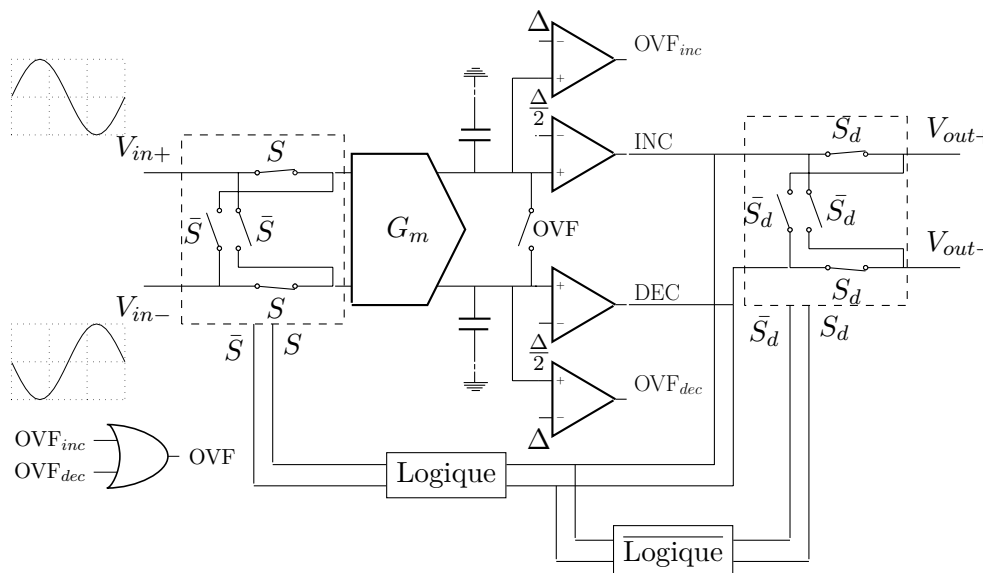 Δ
OVF_inc
Δ/2
INC
V_in+
S
S̄
S̄
S
V_in−
G_m
OVF
DEC
Δ/2
OVF_dec
Δ
S_d
V_out−
S̄_d
S̄_d
V_out−
S_d
S̄
S
S̄_d
S_d
OVF_inc
OVF_dec
OVF
Logique
Logique